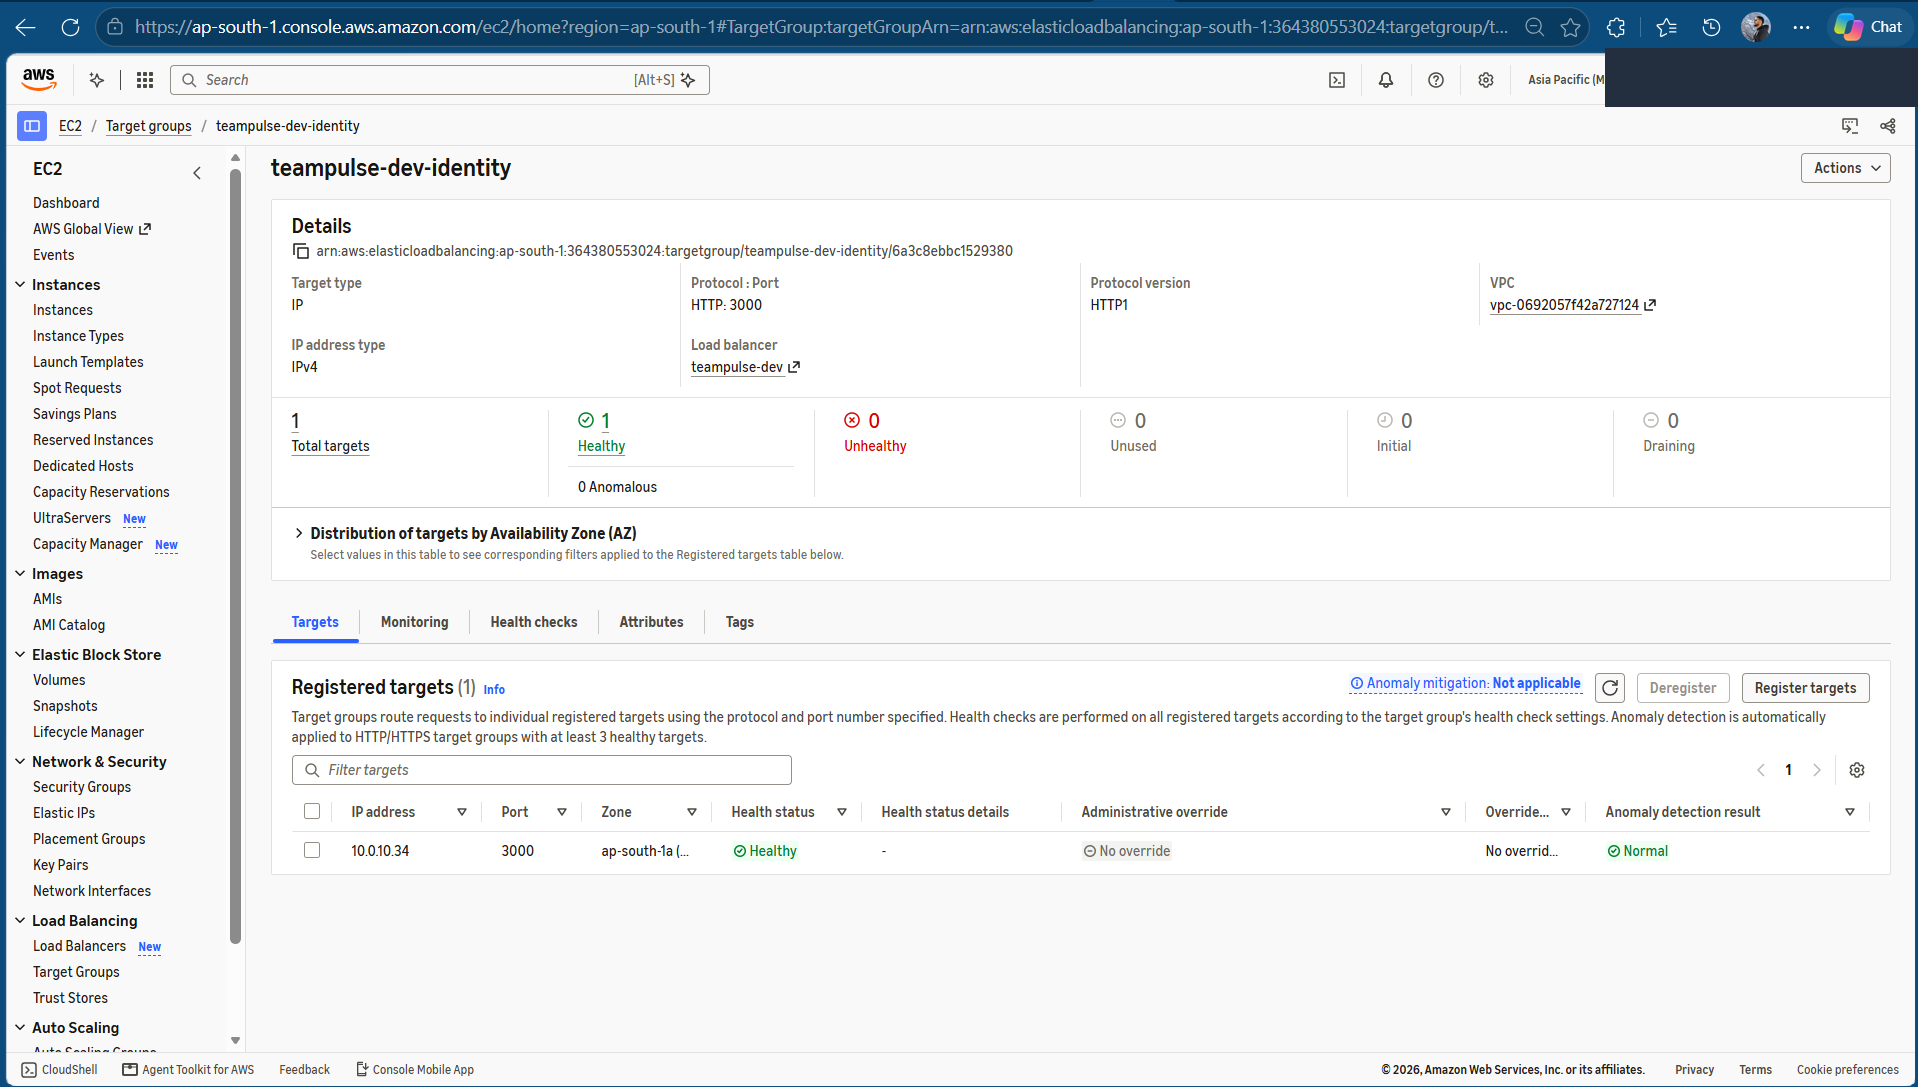 https://ap-south-1.console.aws.amazon.com/ec2/home?region=ap-south-1#TargetGroup:targetGroupArn=arn:aws:elasticloadbalancing:ap-south-1:364380553024:targetgroup/t...
Chat
aws
Search
[Alt+S]
Asia Pacific (M
EC2 / Target groups / teampulse-dev-identity
EC2
Dashboard
AWS Global View
Events
Instances
Instances
Instance Types
Launch Templates
Spot Requests
Savings Plans
Reserved Instances
Dedicated Hosts
Capacity Reservations
UltraServers New
Capacity Manager New
Images
AMIs
AMI Catalog
Elastic Block Store
Volumes
Snapshots
Lifecycle Manager
Network & Security
Security Groups
Elastic IPs
Placement Groups
Key Pairs
Network Interfaces
Load Balancing
Load Balancers New
Target Groups
Trust Stores
Auto Scaling
Auto Scaling Groups
teampulse-dev-identity
Actions
Details
arn:aws:elasticloadbalancing:ap-south-1:364380553024:targetgroup/teampulse-dev-identity/6a3c8ebbc1529380
Target type
IP
Protocol : Port
HTTP: 3000
Protocol version
HTTP1
VPC
vpc-0692057f42a727124
IP address type
IPv4
Load balancer
teampulse-dev
1
Total targets
1
Healthy
0 Anomalous
0
Unhealthy
0
Unused
0
Initial
0
Draining
Distribution of targets by Availability Zone (AZ)
Select values in this table to see corresponding filters applied to the Registered targets table below.
Targets
Monitoring
Health checks
Attributes
Tags
Registered targets (1) Info
Anomaly mitigation: Not applicable
Deregister
Register targets
Target groups route requests to individual registered targets using the protocol and port number specified. Health checks are performed on all registered targets according to the target group's health check settings. Anomaly detection is automatically
applied to HTTP/HTTPS target groups with at least 3 healthy targets.
Filter targets
1
IP address Port Zone Health status Health status details Administrative override Override... Anomaly detection result
10.0.10.34 3000 ap-south-1a (... Healthy - No override No overrid... Normal
CloudShell
Agent Toolkit for AWS
Feedback
Console Mobile App
© 2026, Amazon Web Services, Inc. or its affiliates.
Privacy
Terms
Cookie preferences